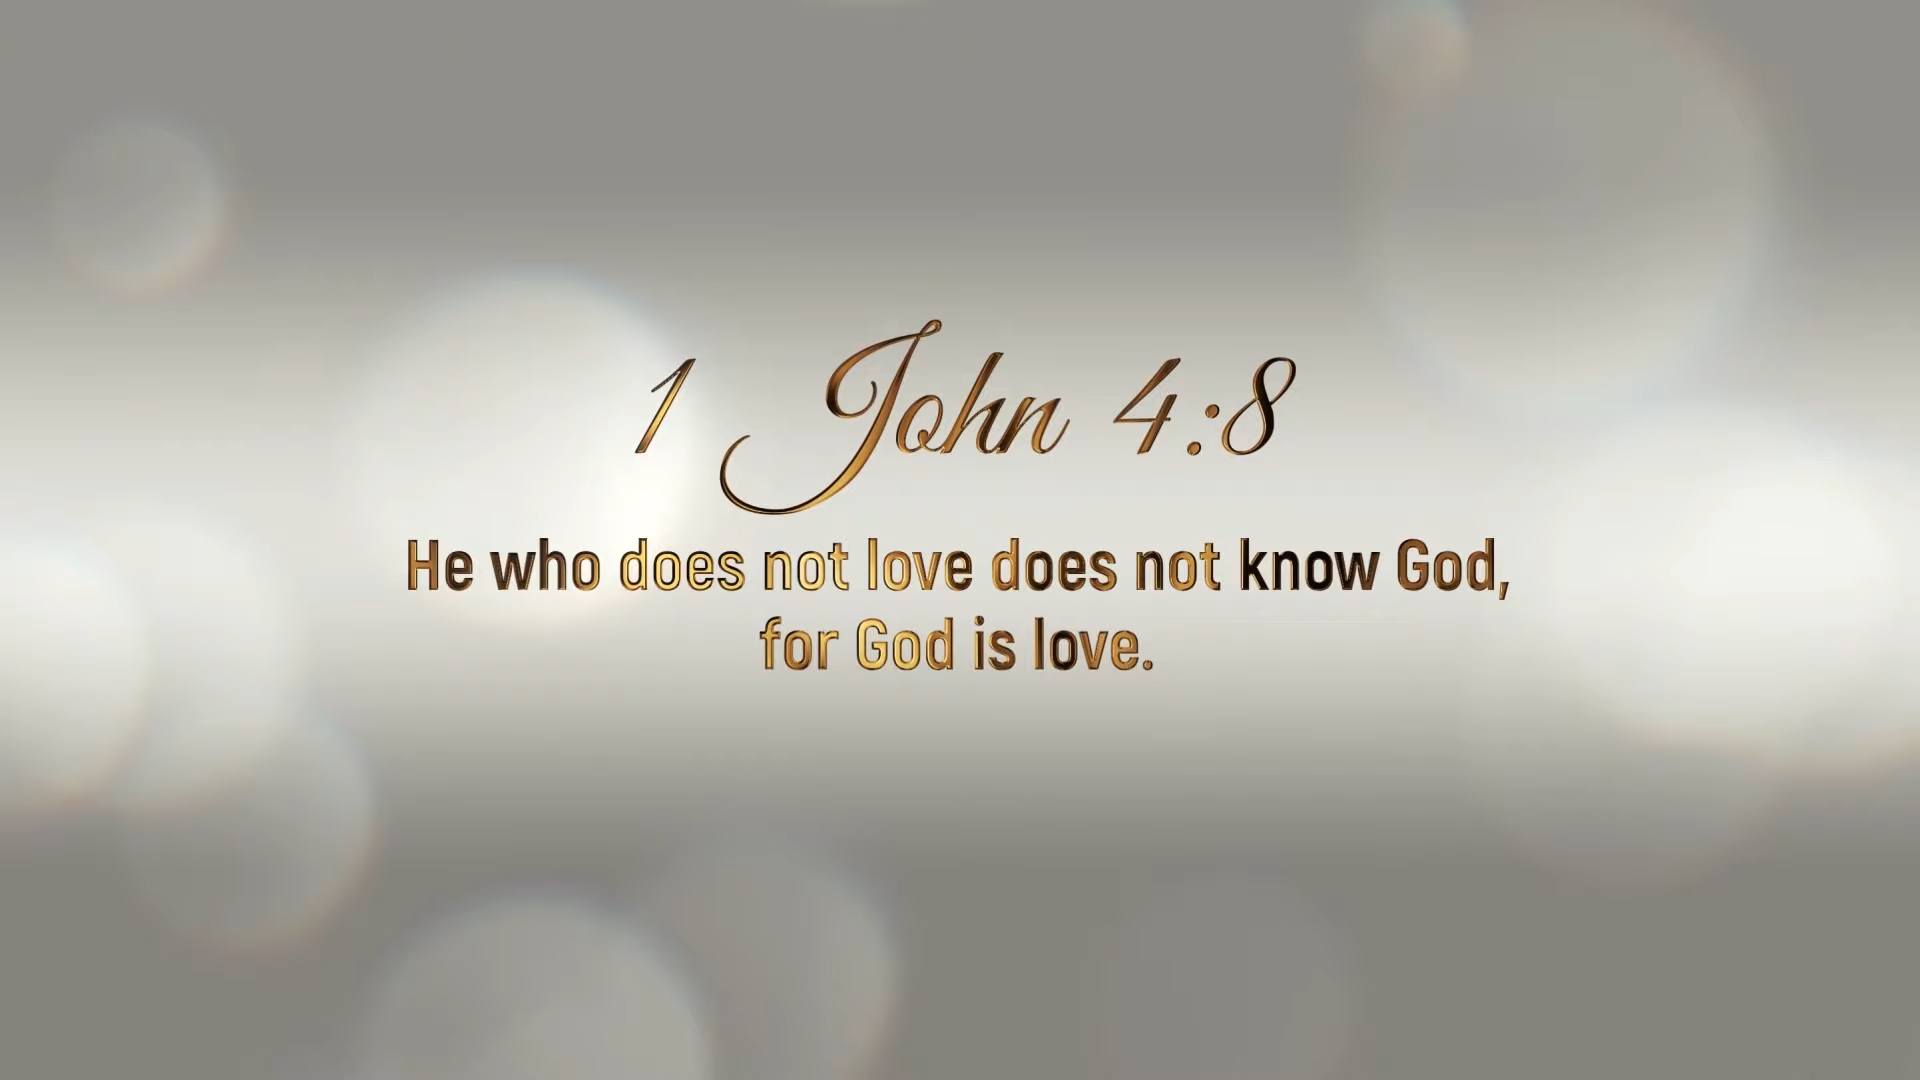 1 John 4:8
He who does not love does not know God,
for God is love.